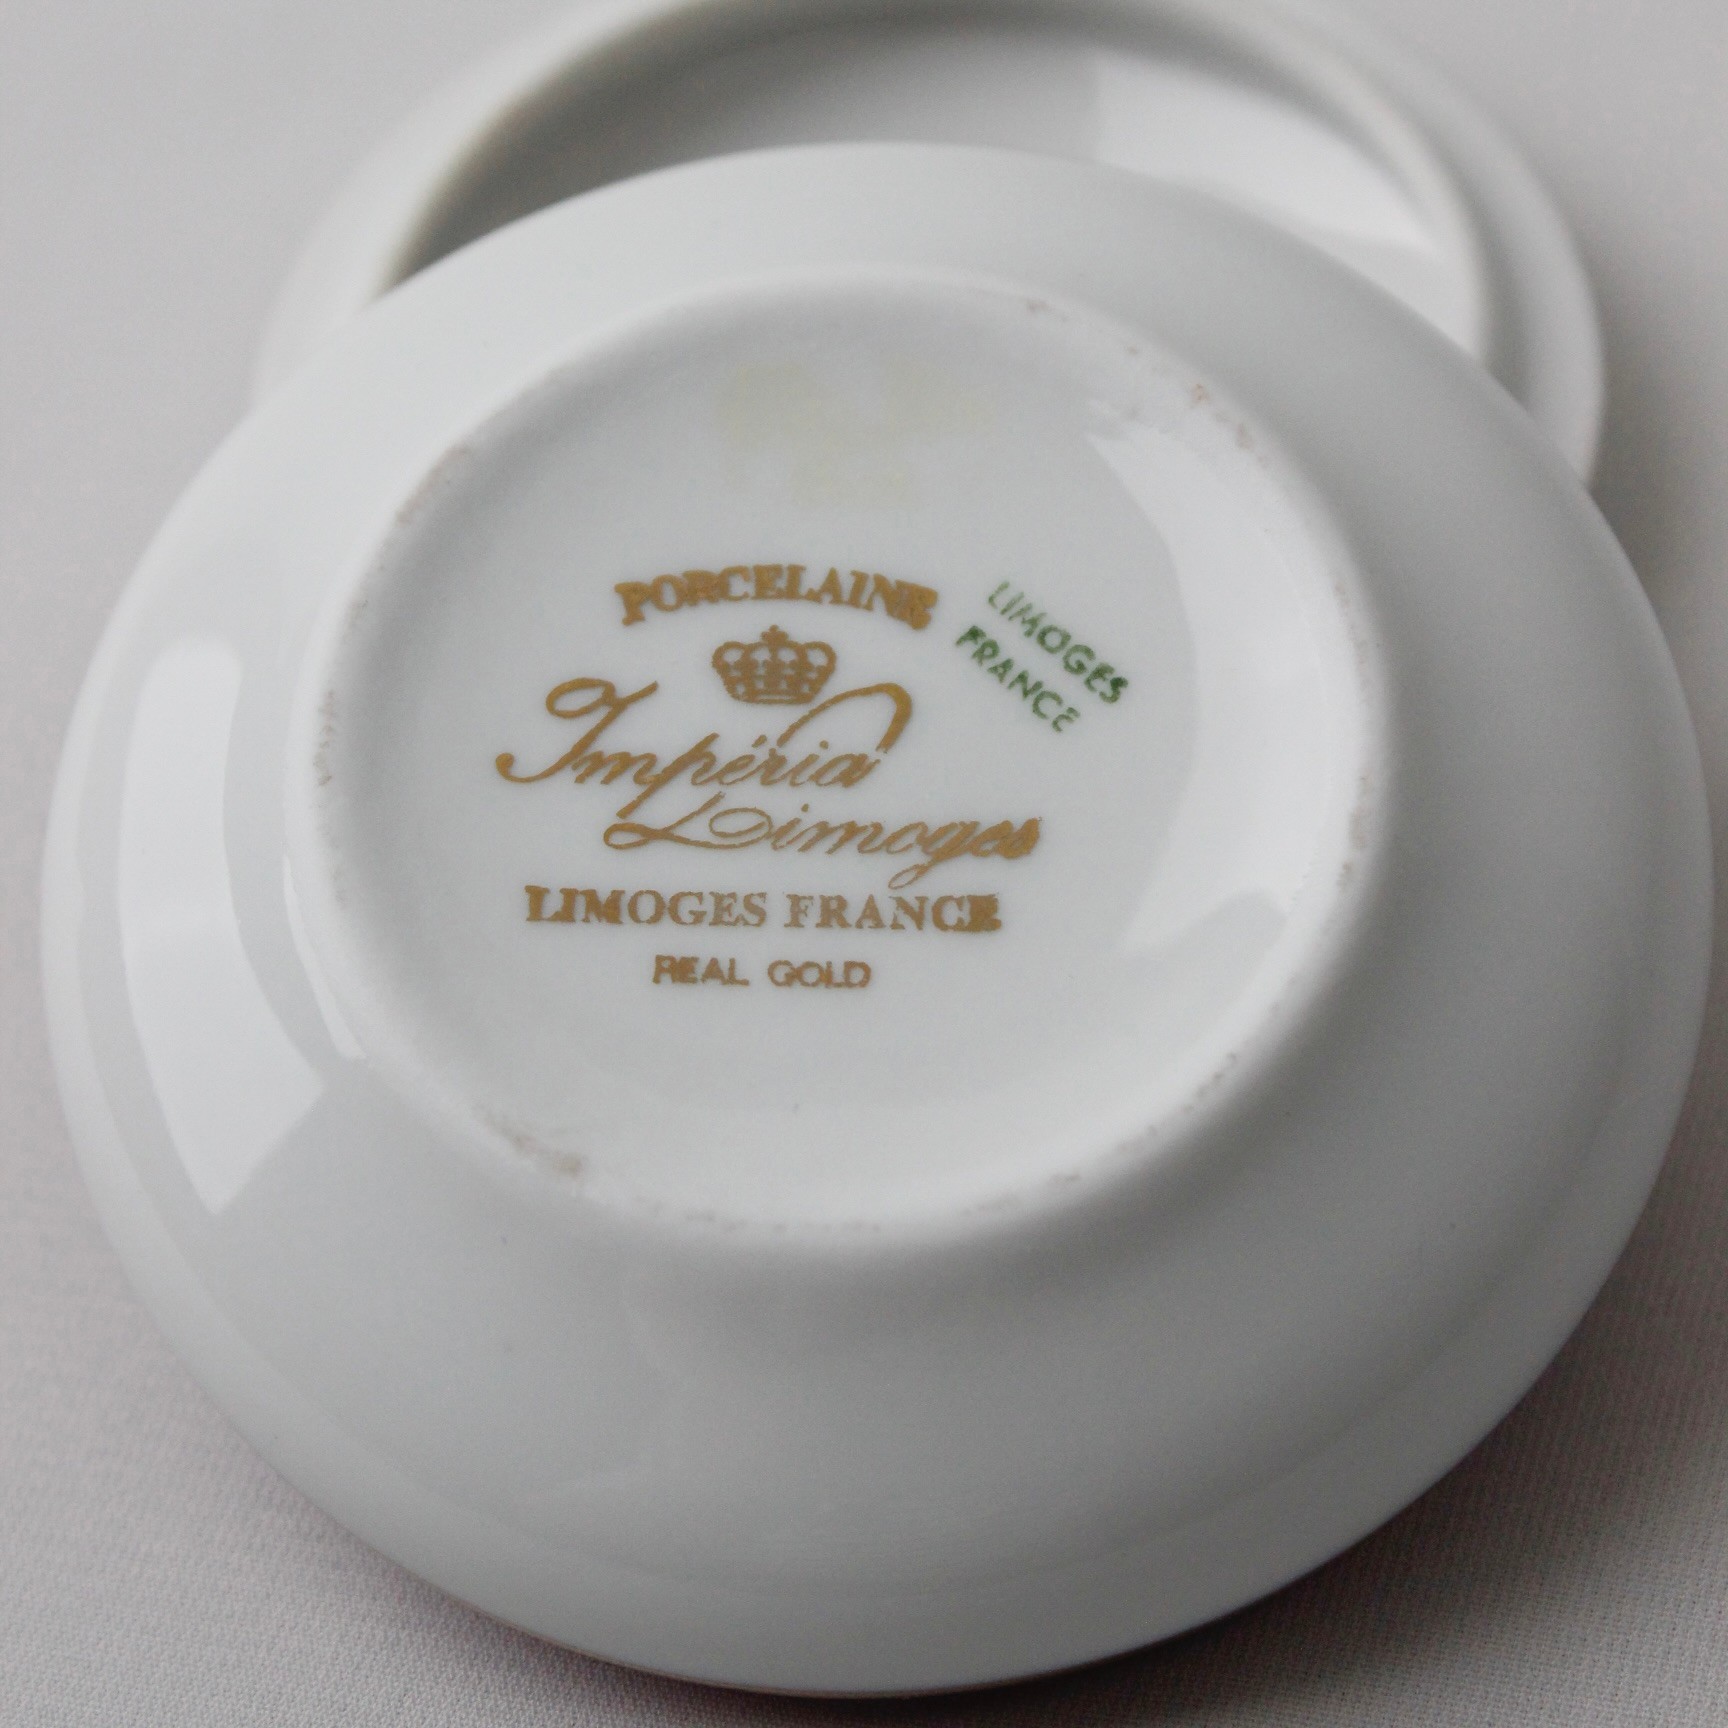 PORCELAINE
Impéria
Limoges
LIMOGES FRANCE
REAL GOLD
LIMOGES
FRANCE